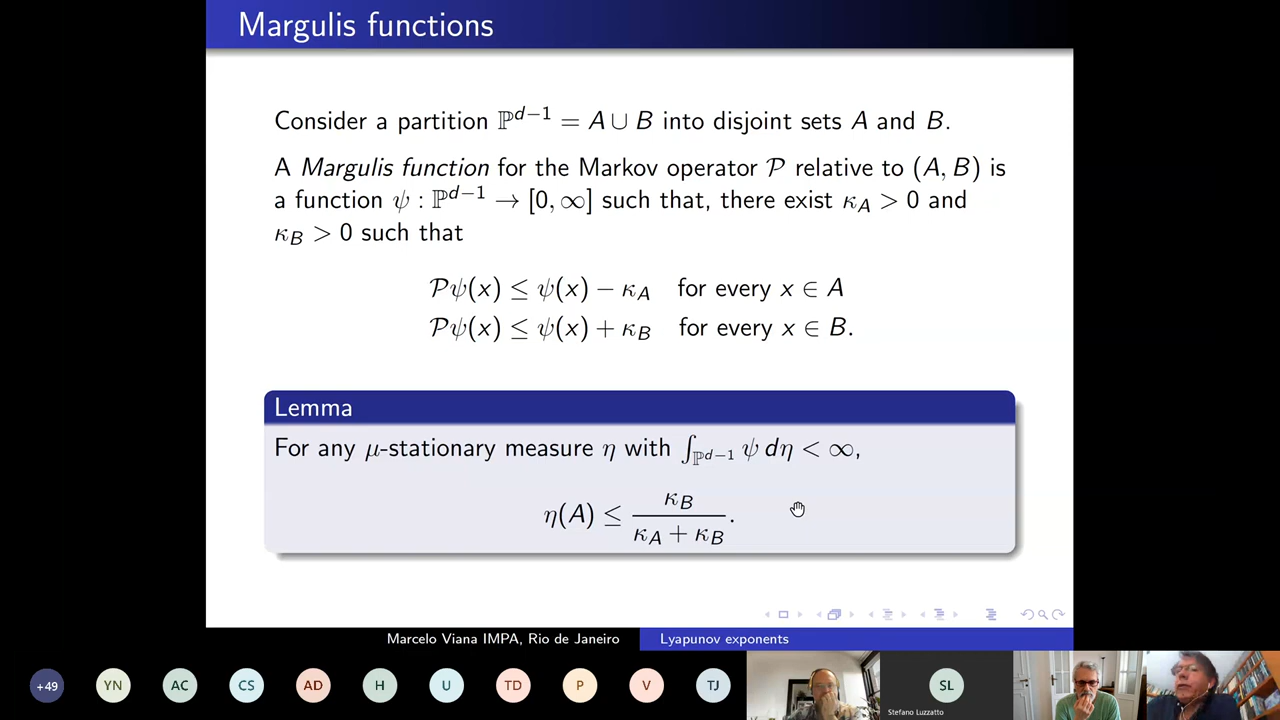 Margulis functions
Consider a partition ℙ^{d−1} = A ∪ B into disjoint sets A and B.
A Margulis function for the Markov operator 𝒫 relative to (A, B) is
a function ψ : ℙ^{d−1} → [0, ∞] such that, there exist κ_A > 0 and
κ_B > 0 such that
𝒫ψ(x) ≤ ψ(x) − κ_A for every x ∈ A
𝒫ψ(x) ≤ ψ(x) + κ_B for every x ∈ B.
Lemma
For any μ-stationary measure η with ∫_{ℙ^{d−1}} ψ dη < ∞,
η(A) ≤ κ_B / (κ_A + κ_B).
Marcelo Viana IMPA, Rio de Janeiro Lyapunov exponents
+49 YN AC CS AD H U TD P V TJ SL
Stefano Luzzatto